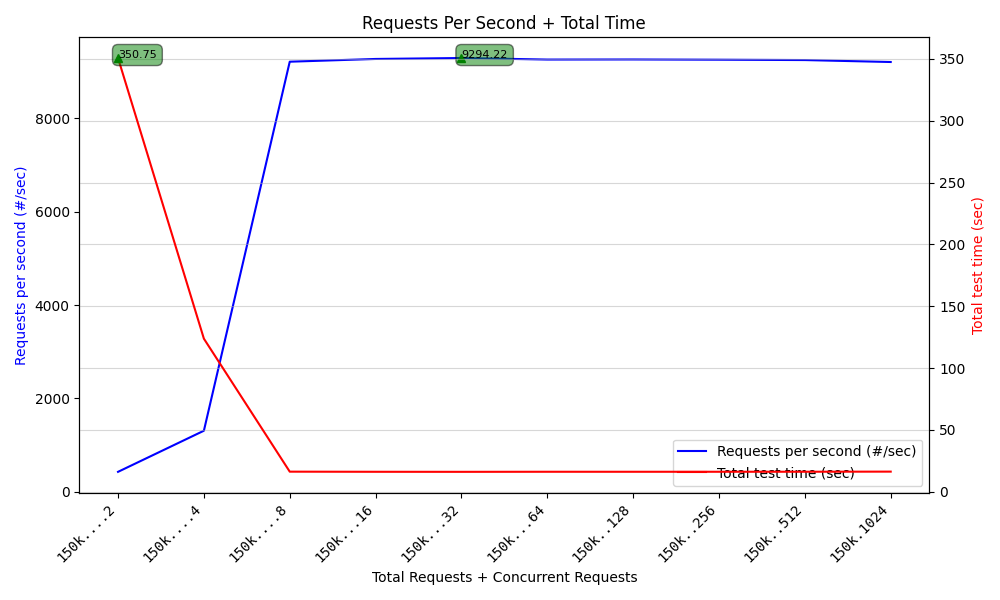 Requests Per Second + Total Time
350.75
9294.22
8000
6000
4000
2000
0
Requests per second (#/sec)
350
300
250
200
150
100
50
0
Total test time (sec)
Requests per second (#/sec)
Total test time (sec)
150k....2
150k....4
150k....8
150k...16
150k...32
150k...64
150k..128
150k..256
150k..512
150k.1024
Total Requests + Concurrent Requests